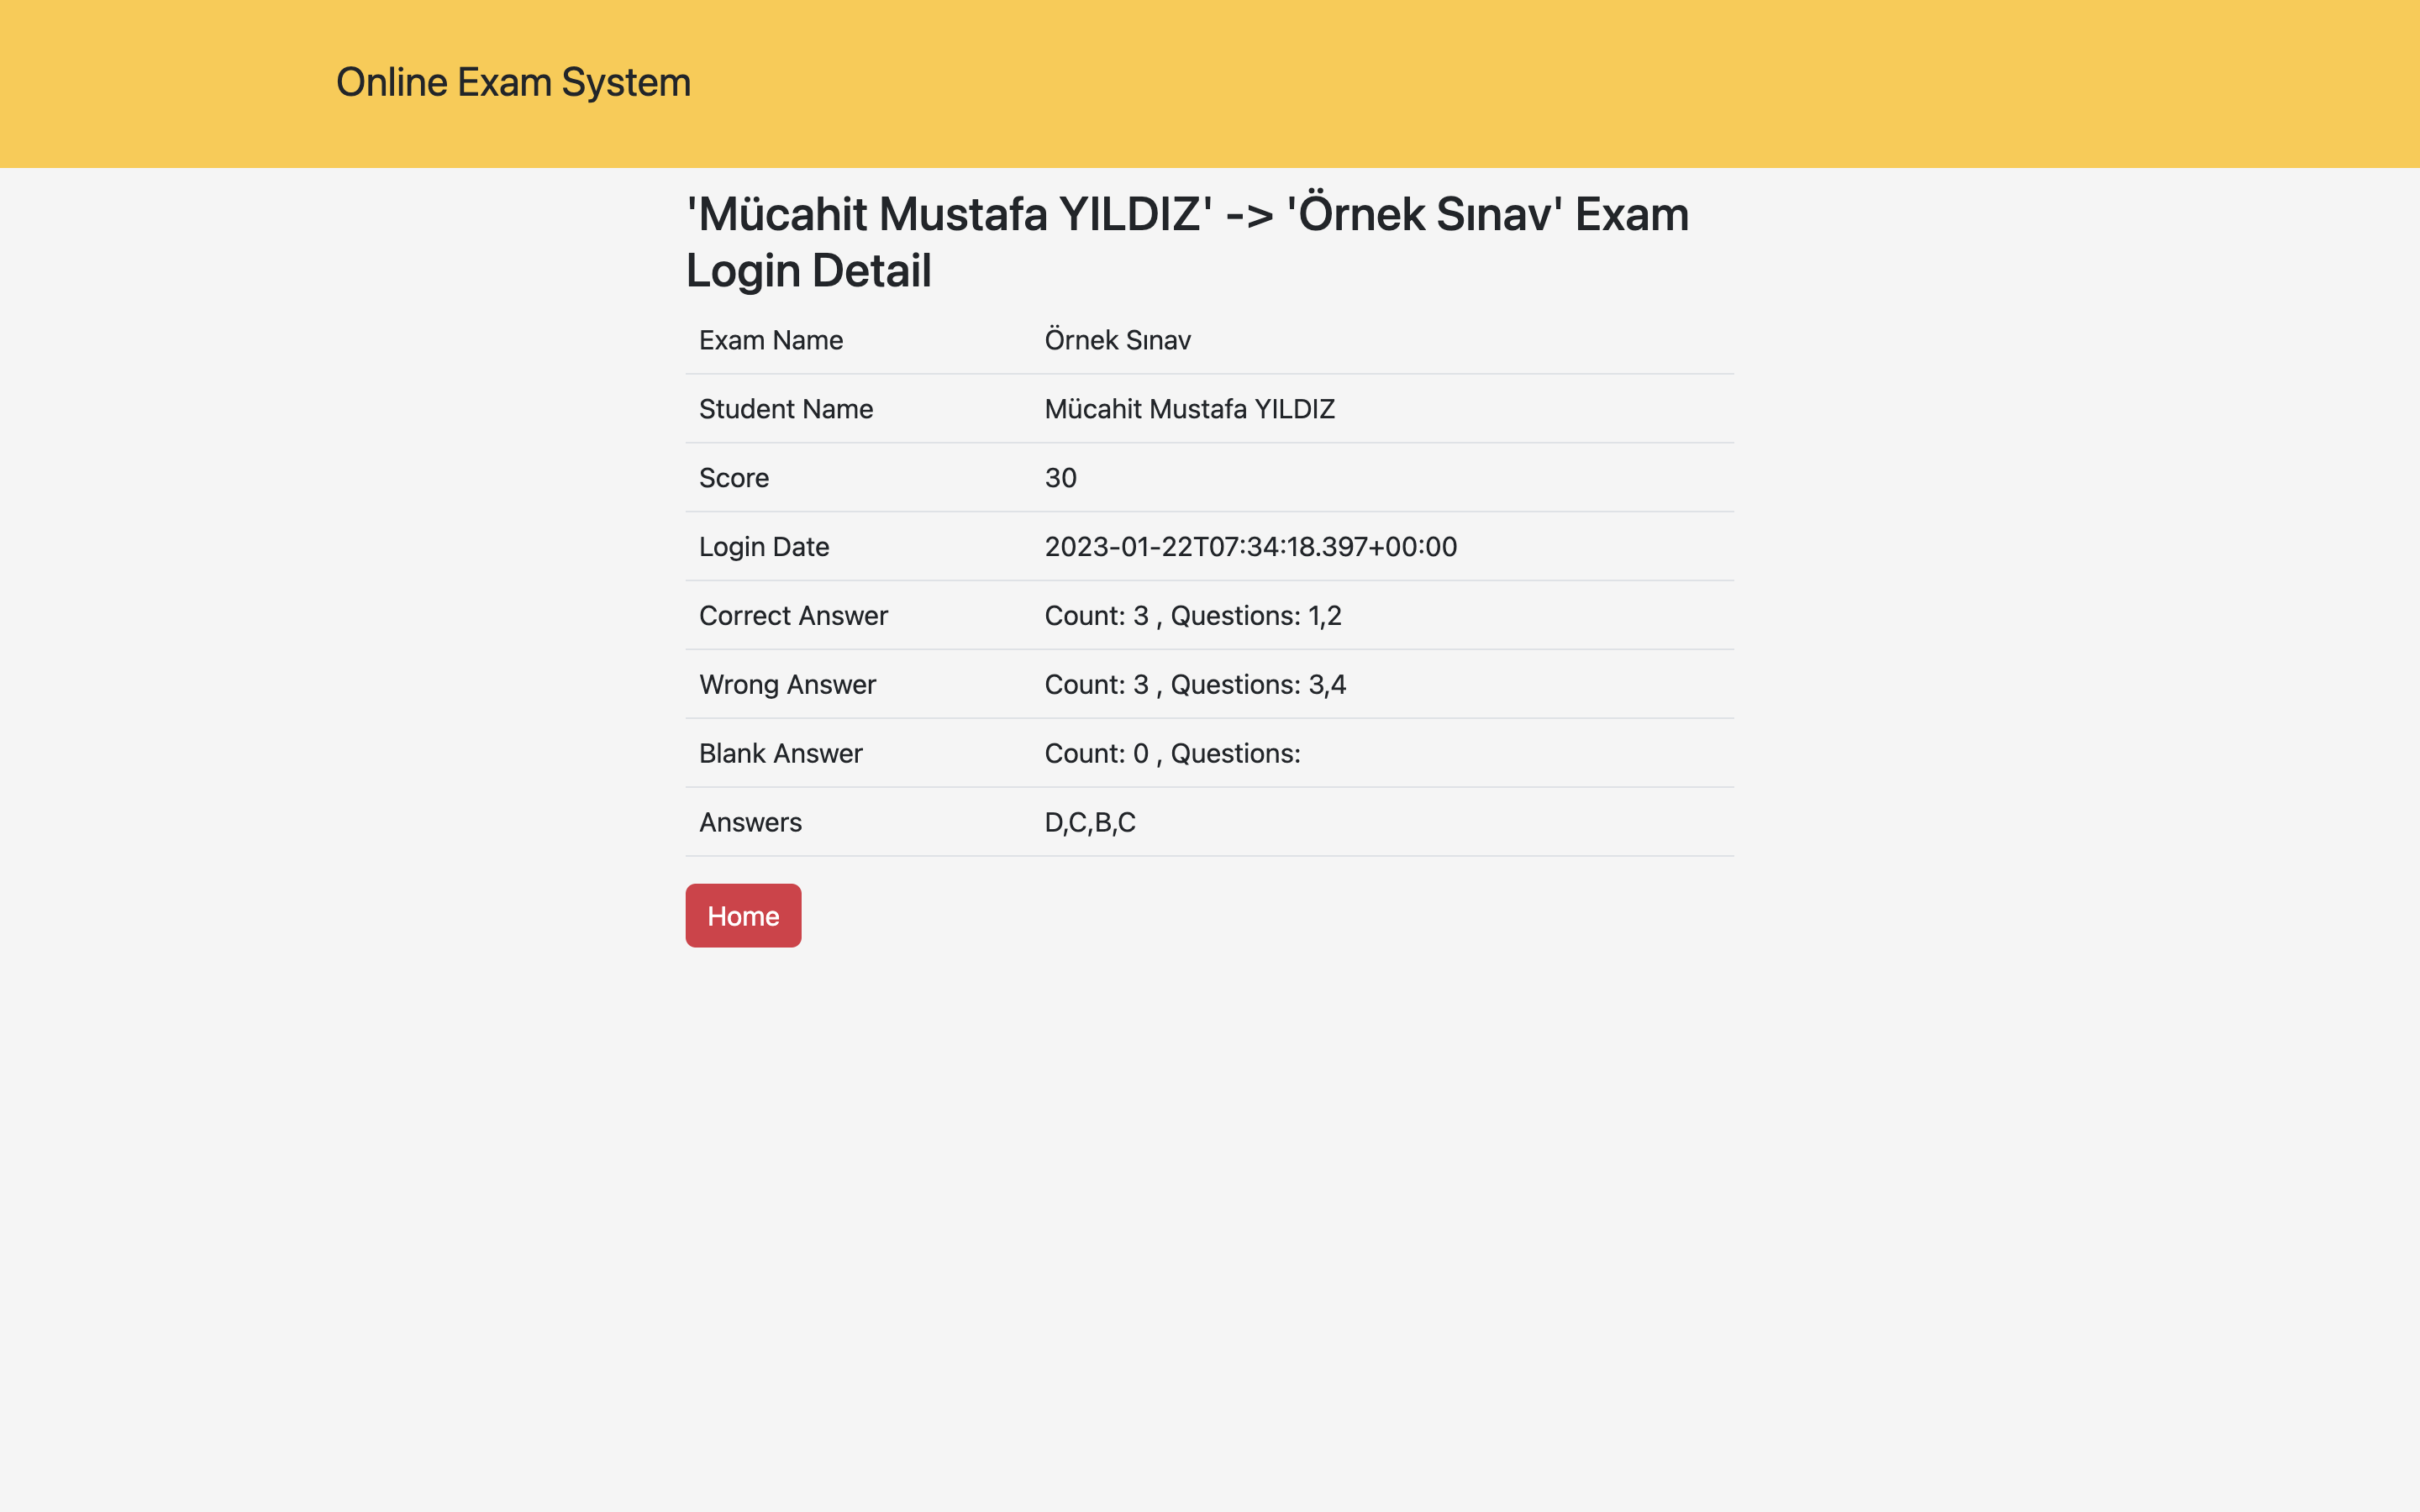 Online Exam System
'Mücahit Mustafa YILDIZ' -> 'Örnek Sınav' Exam
Login Detail
Exam Name Örnek Sınav
Student Name Mücahit Mustafa YILDIZ
Score 30
Login Date 2023-01-22T07:34:18.397+00:00
Correct Answer Count: 3 , Questions: 1,2
Wrong Answer Count: 3 , Questions: 3,4
Blank Answer Count: 0 , Questions:
Answers D,C,B,C
Home